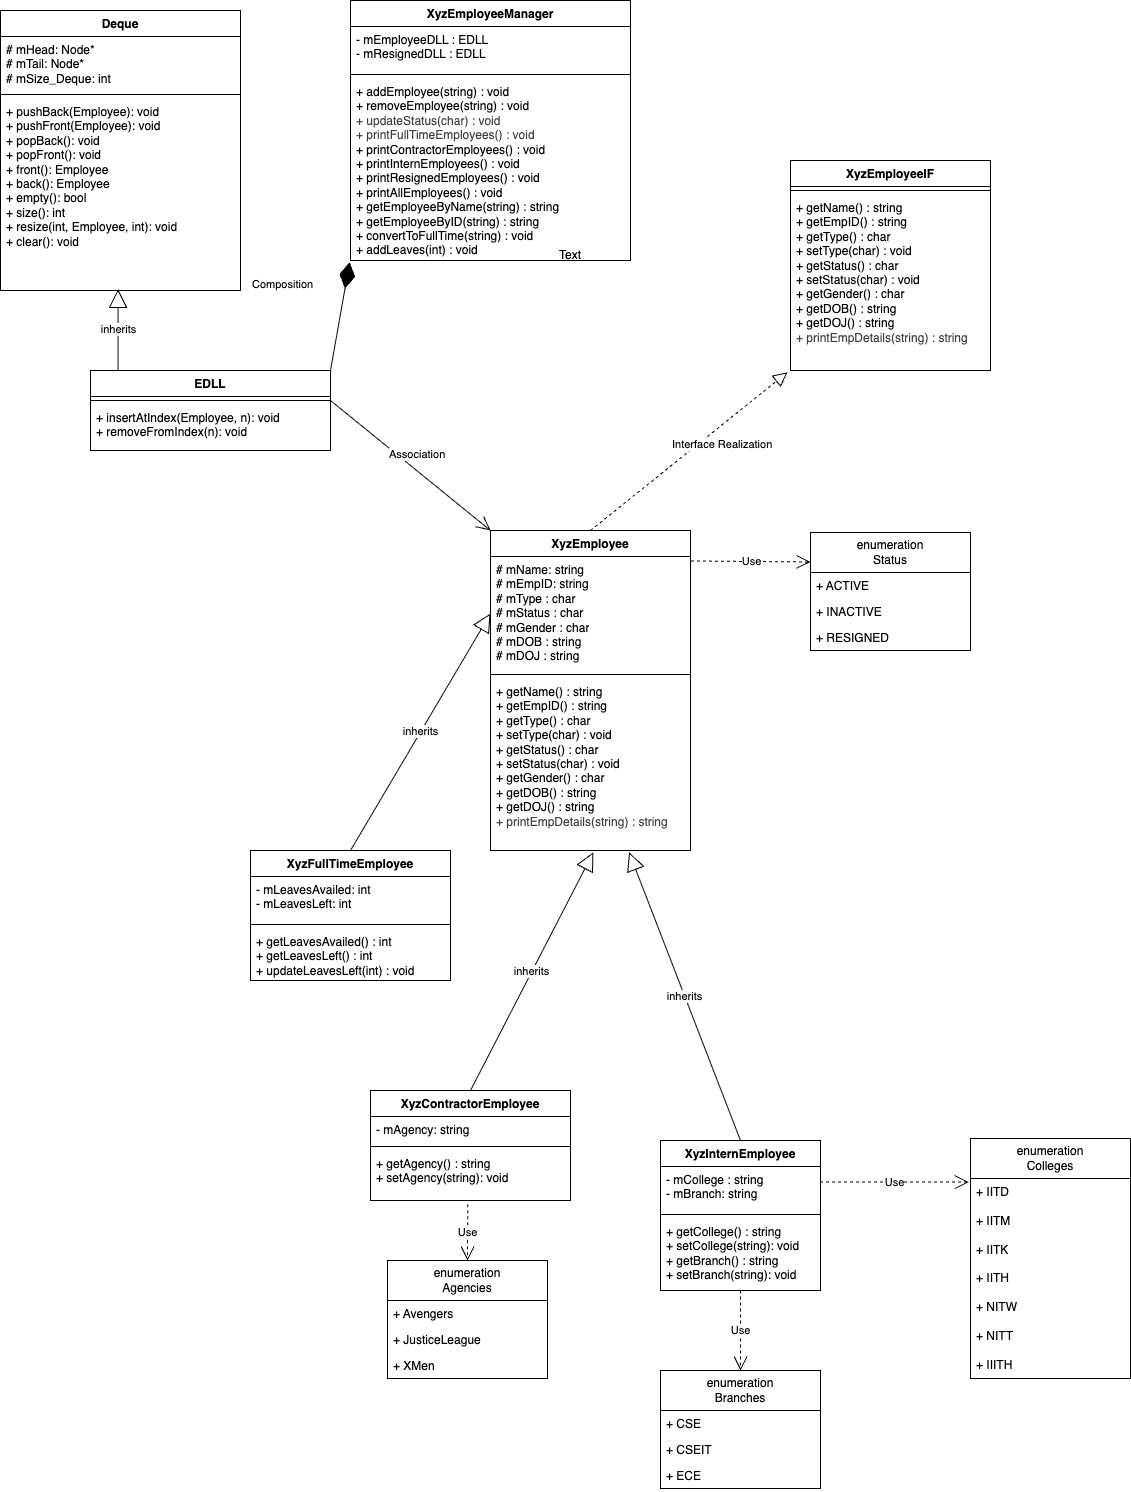 Deque
# mHead: Node*
# mTail: Node*
# mSize_Deque: int
+ pushBack(Employee): void
+ pushFront(Employee): void
+ popBack(): void
+ popFront(): void
+ front(): Employee
+ back(): Employee
+ empty(): bool
+ size(): int
+ resize(int, Employee, int): void
+ clear(): void
XyzEmployeeManager
- mEmployeeDLL : EDLL
- mResignedDLL : EDLL
+ addEmployee(string) : void
+ removeEmployee(string) : void
+ updateStatus(char) : void
+ printFullTimeEmployees() : void
+ printContractorEmployees() : void
+ printInternEmployees() : void
+ printResignedEmployees() : void
+ printAllEmployees() : void
+ getEmployeeByName(string) : string
+ getEmployeeByID(string) : string
+ convertToFullTime(string) : void
+ addLeaves(int) : void
Text
XyzEmployeeIF
+ getName() : string
+ getEmpID() : string
+ getType() : char
+ setType(char) : void
+ getStatus() : char
+ setStatus(char) : void
+ getGender() : char
+ getDOB() : string
+ getDOJ() : string
+ printEmpDetails(string) : string
Composition
inherits
EDLL
+ insertAtIndex(Employee, n): void
+ removeFromIndex(n): void
Association
Interface Realization
XyzEmployee
# mName: string
# mEmpID: string
# mType : char
# mStatus : char
# mGender : char
# mDOB : string
# mDOJ : string
+ getName() : string
+ getEmpID() : string
+ getType() : char
+ setType(char) : void
+ getStatus() : char
+ setStatus(char) : void
+ getGender() : char
+ getDOB() : string
+ getDOJ() : string
+ printEmpDetails(string) : string
Use
enumeration
Status
+ ACTIVE
+ INACTIVE
+ RESIGNED
inherits
XyzFullTimeEmployee
- mLeavesAvailed: int
- mLeavesLeft: int
+ getLeavesAvailed() : int
+ getLeavesLeft() : int
+ updateLeavesLeft(int) : void
inherits
inherits
XyzContractorEmployee
- mAgency: string
+ getAgency() : string
+ setAgency(string): void
Use
enumeration
Agencies
+ Avengers
+ JusticeLeague
+ XMen
XyzInternEmployee
- mCollege : string
- mBranch: string
+ getCollege() : string
+ setCollege(string): void
+ getBranch() : string
+ setBranch(string): void
Use
enumeration
Colleges
+ IITD
+ IITM
+ IITK
+ IITH
+ NITW
+ NITT
+ IIITH
Use
enumeration
Branches
+ CSE
+ CSEIT
+ ECE